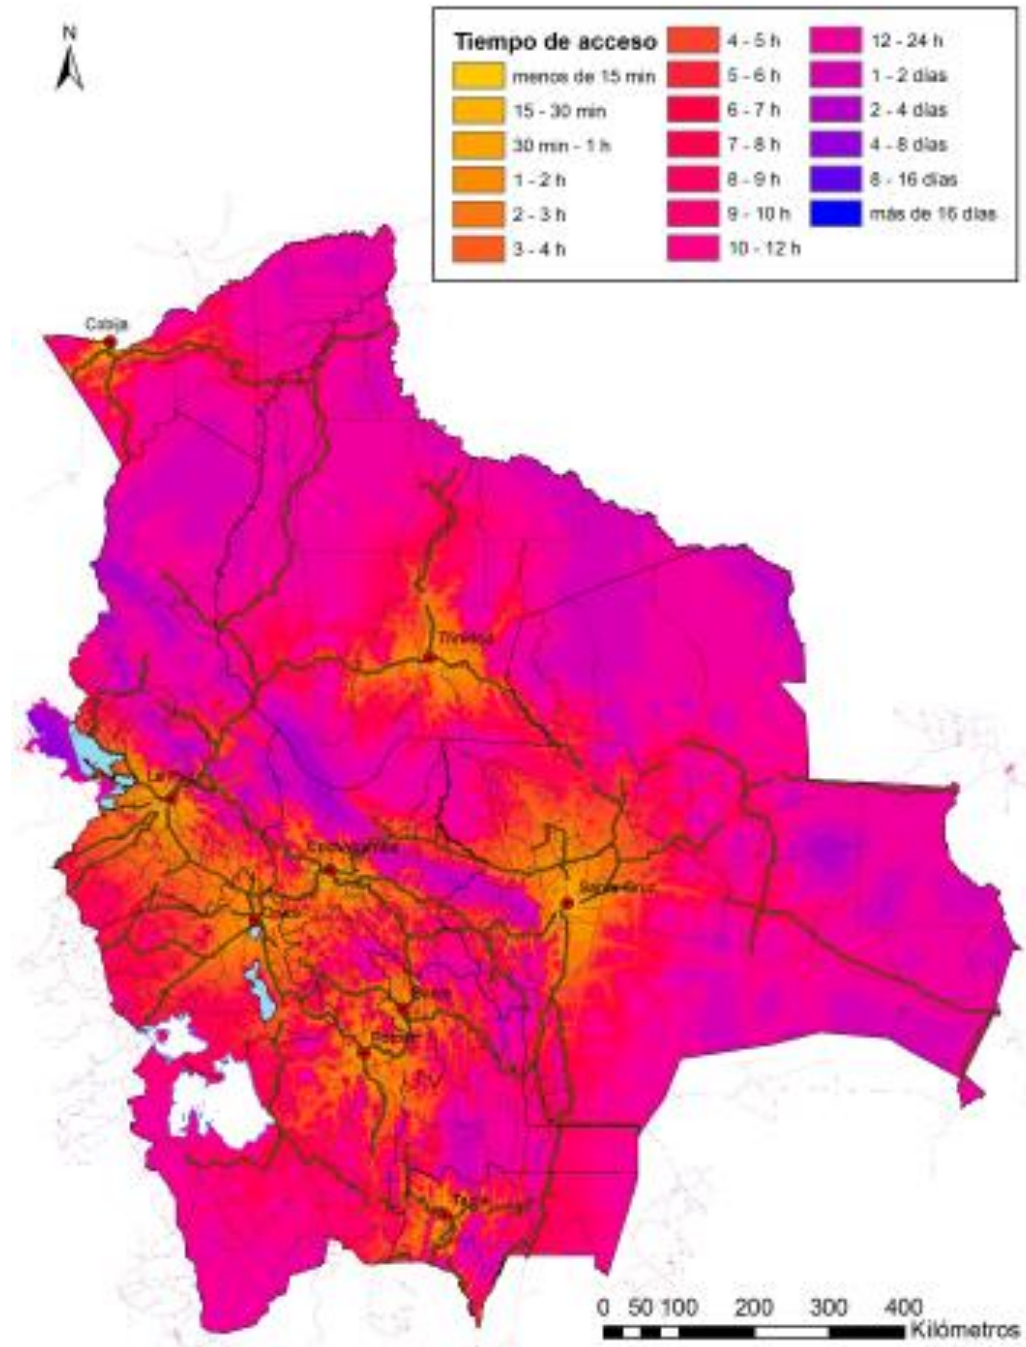 N
Tiempo de acceso
menos de 15 min
15 - 30 min
30 min - 1 h
1 - 2 h
2 - 3 h
3 - 4 h
4 - 5 h
5 - 6 h
6 - 7 h
7 - 8 h
8 - 9 h
9 - 10 h
10 - 12 h
12 - 24 h
1 - 2 días
2 - 4 días
4 - 8 días
8 - 16 días
más de 16 días
Cobija
Trinidad
Cochabamba
Santa Cruz
Potosí
0 50 100 200 300 400
Kilómetros